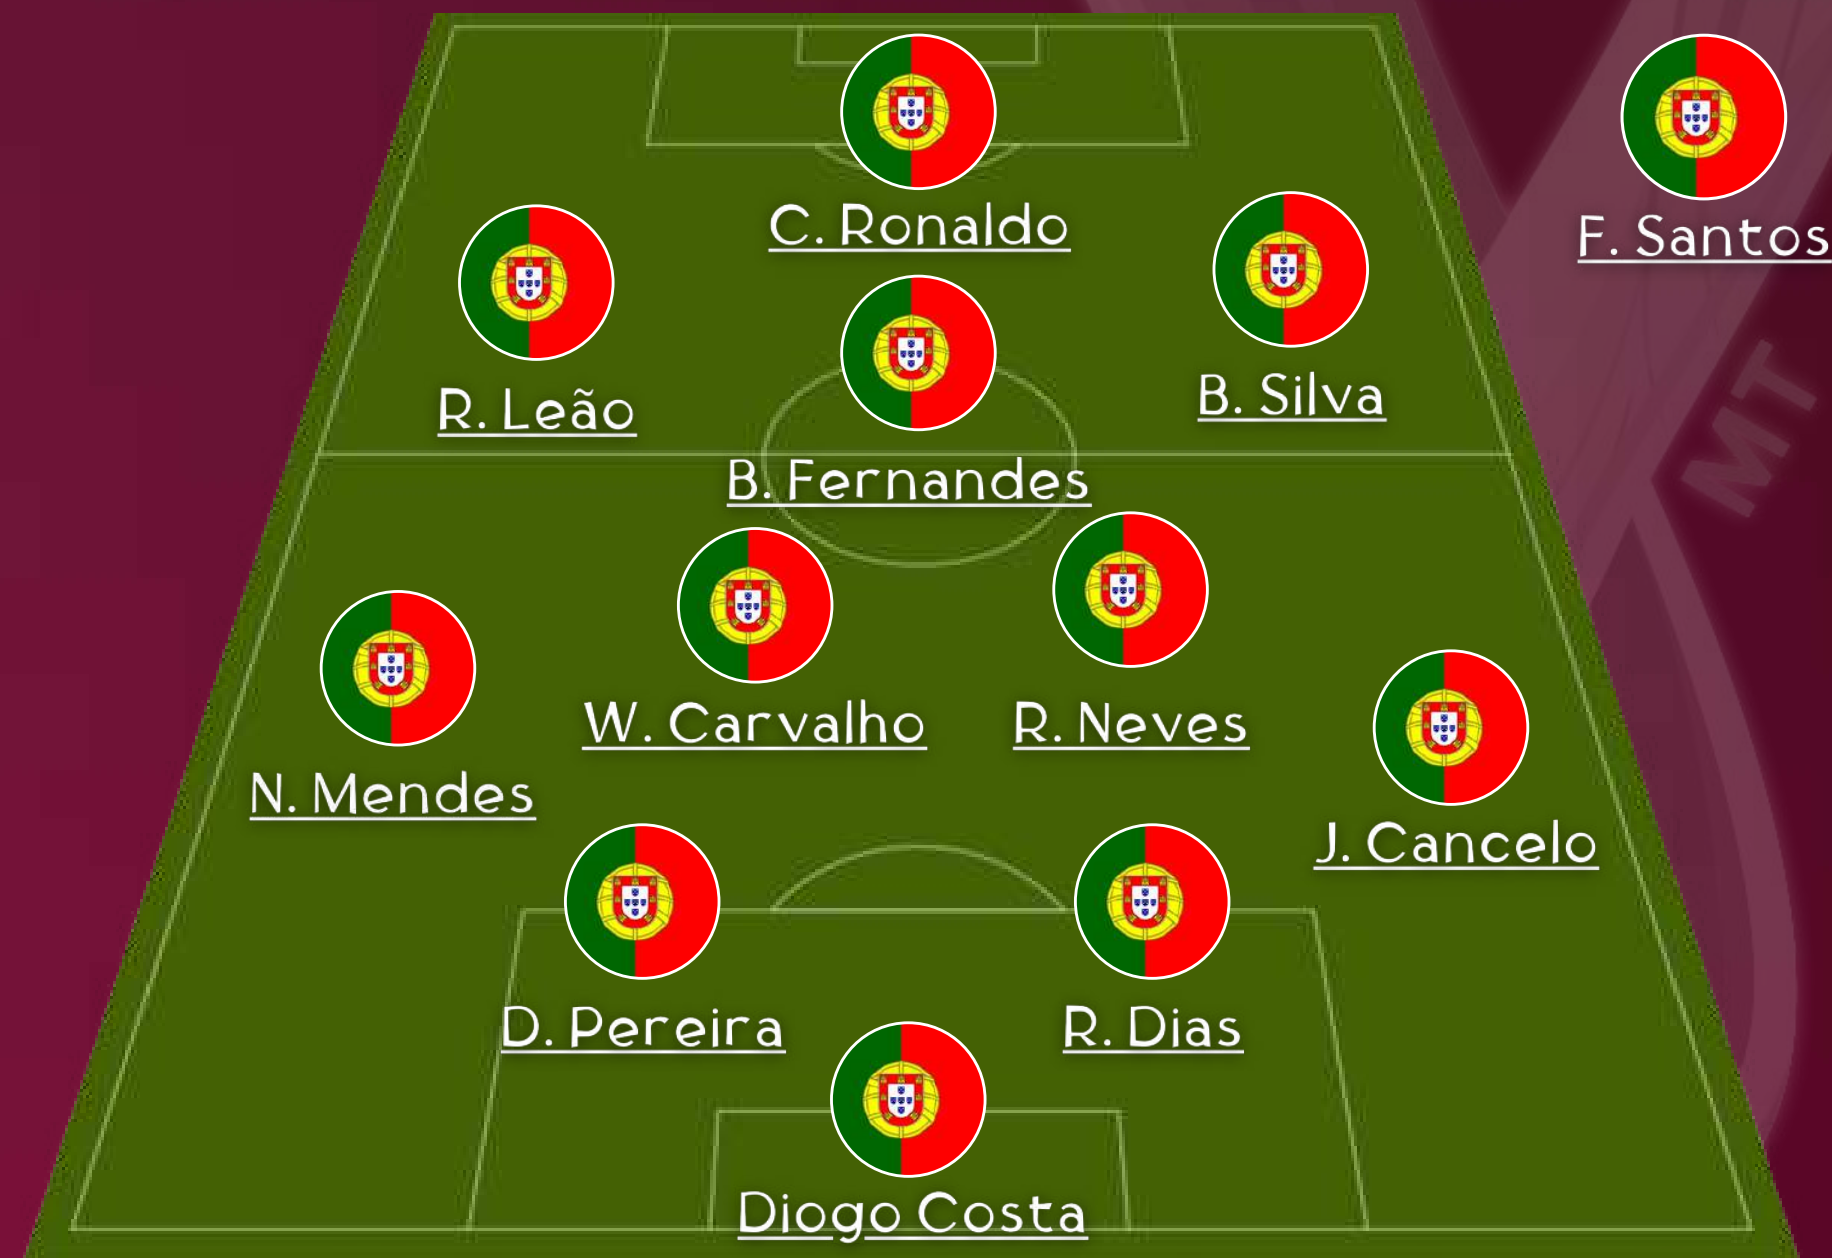 C. Ronaldo
F. Santos
R. Leão
B. Silva
B. Fernandes
W. Carvalho
R. Neves
N. Mendes
J. Cancelo
D. Pereira
R. Dias
Diogo Costa
MT